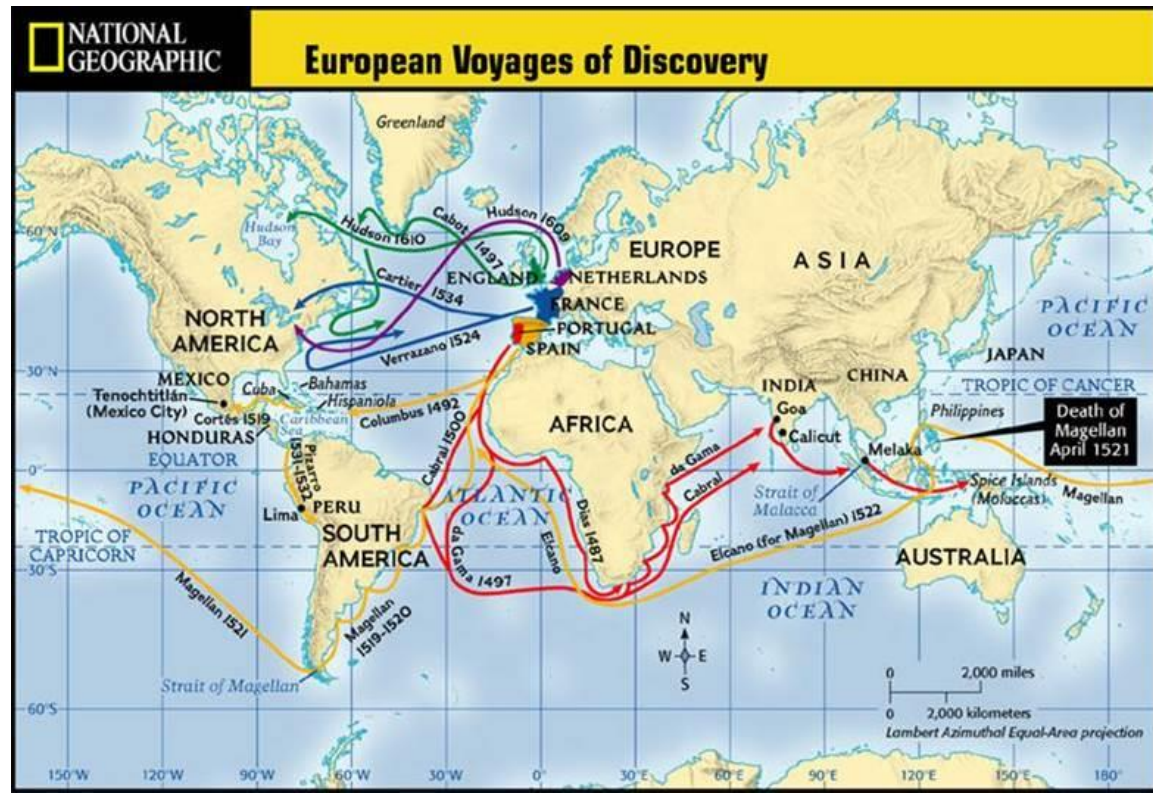 NATIONAL
GEOGRAPHIC
European Voyages of Discovery
Greenland
Hudson
Bay
60°N
Hudson 1610
Cabot 1497
Hudson 1609
EUROPE
ASIA
ENGLAND
NETHERLANDS
Cartier 1534
FRANCE
PACIFIC
OCEAN
NORTH
AMERICA
PORTUGAL
Verrazano 1524
SPAIN
JAPAN
30°N
MEXICO
Cuba
Bahamas
Hispaniola
Tenochtitlán
(Mexico City)
Cortés 1519
Caribbean
Sea
Columbus 1492
HONDURAS
INDIA
CHINA
TROPIC OF CANCER
Goa
Calicut
Philippines
Death of
Magellan
April 1521
AFRICA
Cabral 1500
da Gama
Cabral
Melaka
EQUATOR
0°
Pizarro
1531–1532
PACIFIC
OCEAN
ATLANTIC
OCEAN
Strait of
Malacca
Spice Islands
(Moluccas)
Magellan
Lima
PERU
SOUTH
AMERICA
Dias 1487
Elcano
da Gama 1497
Elcano (for Magellan) 1522
TROPIC OF
CAPRICORN
30°S
AUSTRALIA
INDIAN
OCEAN
Magellan 1521
Magellan
1519–1520
N
W
E
S
Strait of Magellan
0
2,000 miles
0
2,000 kilometers
Lambert Azimuthal Equal-Area projection
60°S
150°W
120°W
90°W
60°W
30°W
0°
30°E
60°E
90°E
120°E
150°E
180°